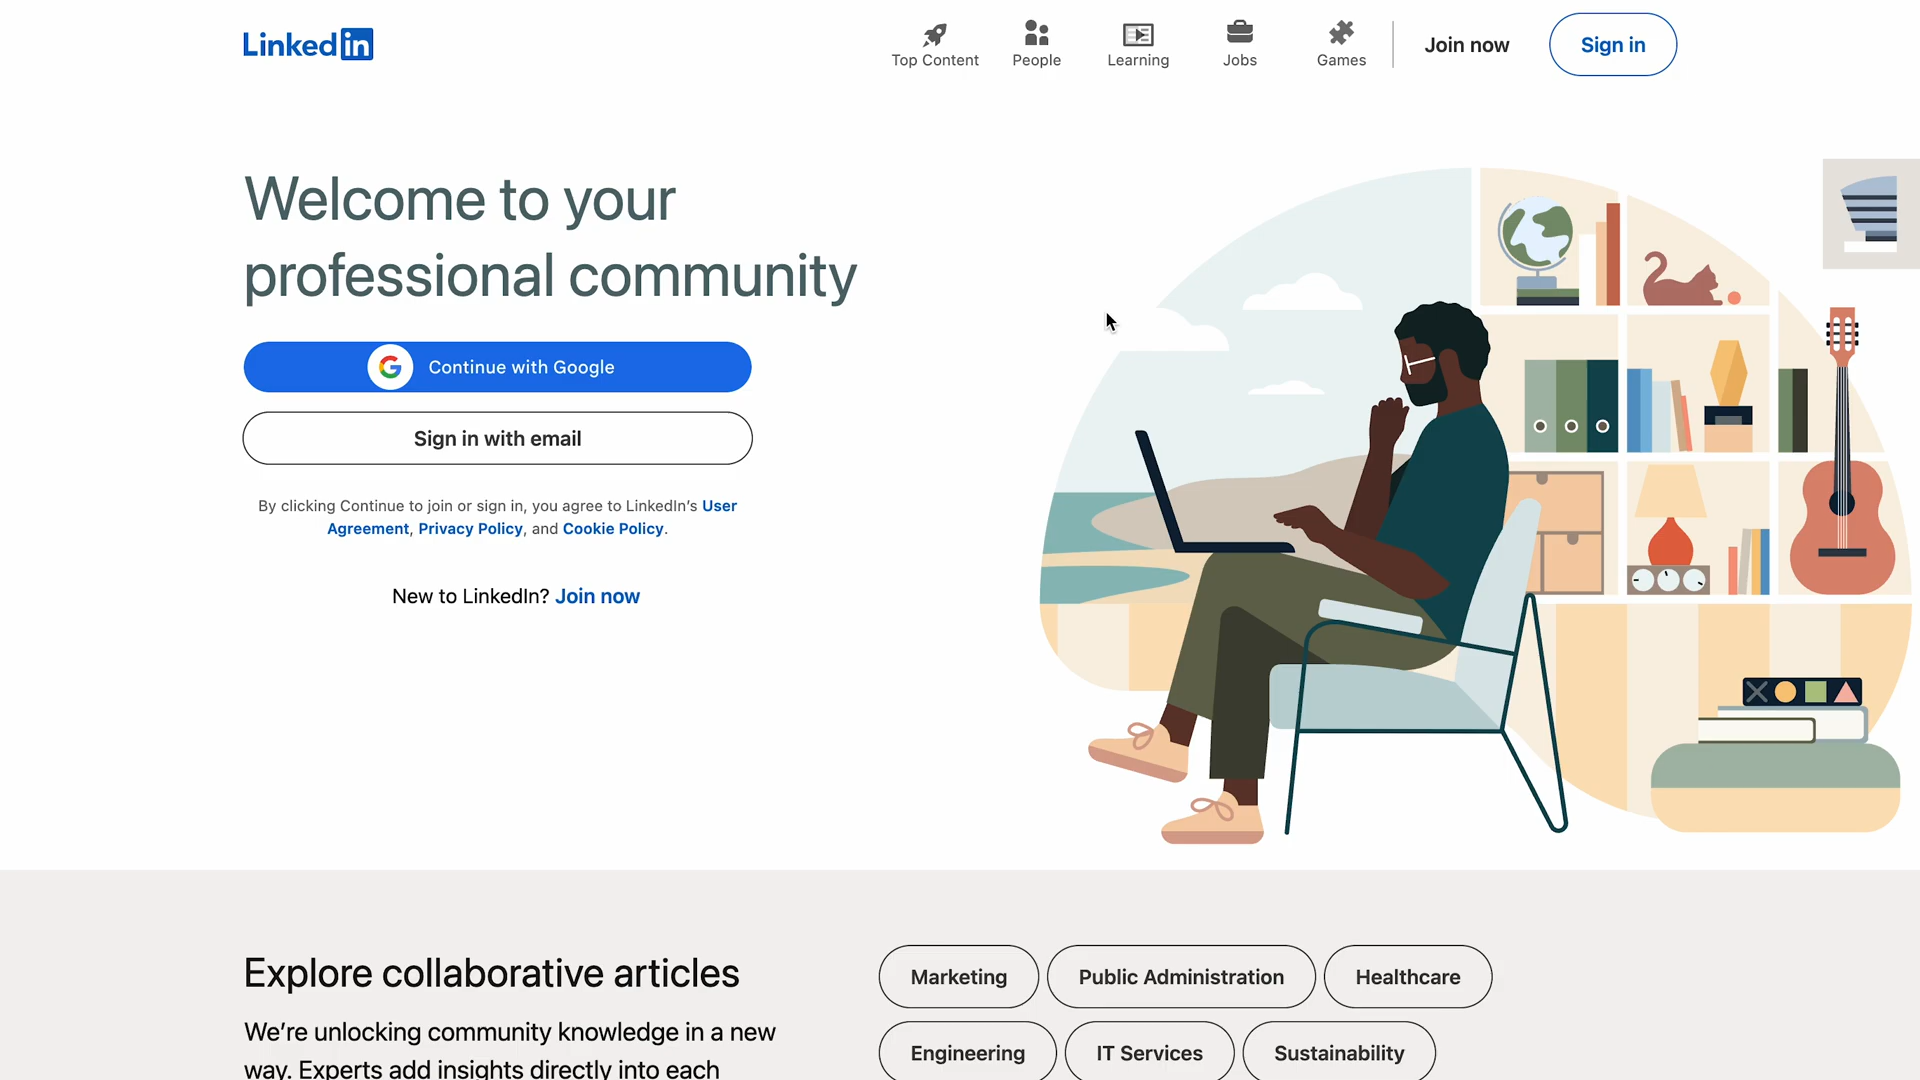 LinkedIn
Top Content
People
Learning
Jobs
Games
Join now
Sign in
Welcome to your
professional community
Continue with Google
Sign in with email
By clicking Continue to join or sign in, you agree to LinkedIn’s User
Agreement, Privacy Policy, and Cookie Policy.
New to LinkedIn? Join now
Explore collaborative articles
We’re unlocking community knowledge in a new
way. Experts add insights directly into each
Marketing
Public Administration
Healthcare
Engineering
IT Services
Sustainability